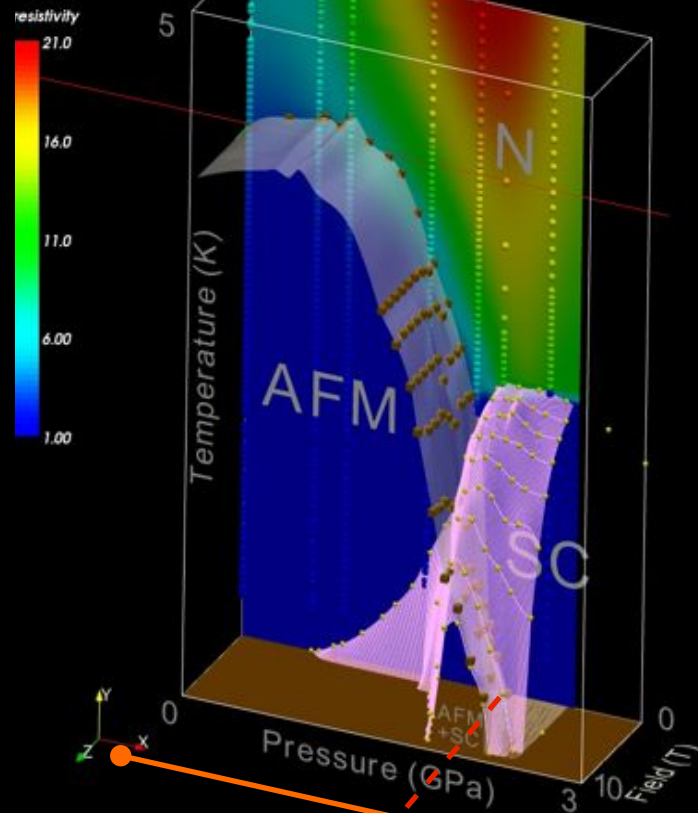 resistivity
21.0
16.0
11.0
6.00
1.00
5
N
Temperature (K)
AFM
SC
AFM
+SC
0
Pressure (GPa)
3
10
0
Field (T)
Y
X
Z